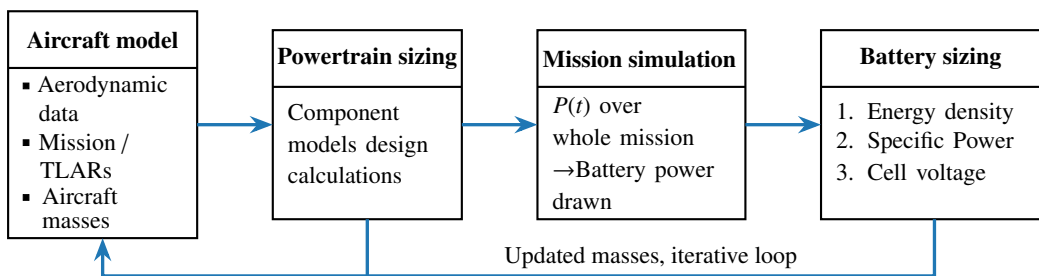 Aircraft model
▪ Aerodynamic
data
▪ Mission /
TLARs
▪ Aircraft
masses
Powertrain sizing
Component
models design
calculations
Mission simulation
P(t) over
whole mission
→Battery power
drawn
Battery sizing
1. Energy density
2. Specific Power
3. Cell voltage
Updated masses, iterative loop